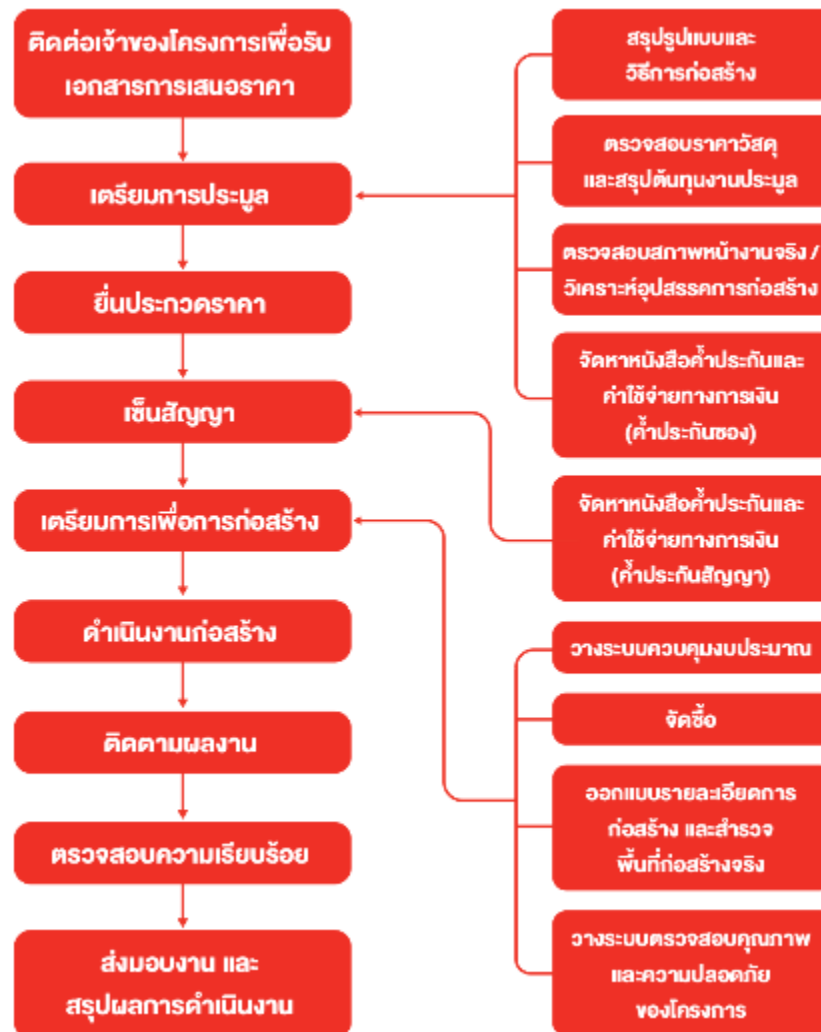 ติดต่อเจ้าของโครงการเพื่อรับ
เอกสารการเสนอราคา
เตรียมการประมูล
ยื่นประกวดราคา
เซ็นสัญญา
เตรียมการเพื่อการก่อสร้าง
ดำเนินงานก่อสร้าง
ติดตามผลงาน
ตรวจสอบความเรียบร้อย
ส่งมอบงาน และ
สรุปผลการดำเนินงาน
สรุปรูปแบบและ
วิธีการก่อสร้าง
ตรวจสอบราคาวัสดุ
และสรุปต้นทุนงานประมูล
ตรวจสอบสภาพหน้างานจริง /
วิเคราะห์อุปสรรคการก่อสร้าง
จัดหาหนังสือค้ำประกันและ
ค่าใช้จ่ายทางการเงิน
(ค้ำประกันซอง)
จัดหาหนังสือค้ำประกันและ
ค่าใช้จ่ายทางการเงิน
(ค้ำประกันสัญญา)
วางระบบควบคุมงบประมาณ
จัดซื้อ
ออกแบบรายละเอียดการ
ก่อสร้าง และสำรวจ
พื้นที่ก่อสร้างจริง
วางระบบตรวจสอบคุณภาพ
และความปลอดภัย
ของโครงการ